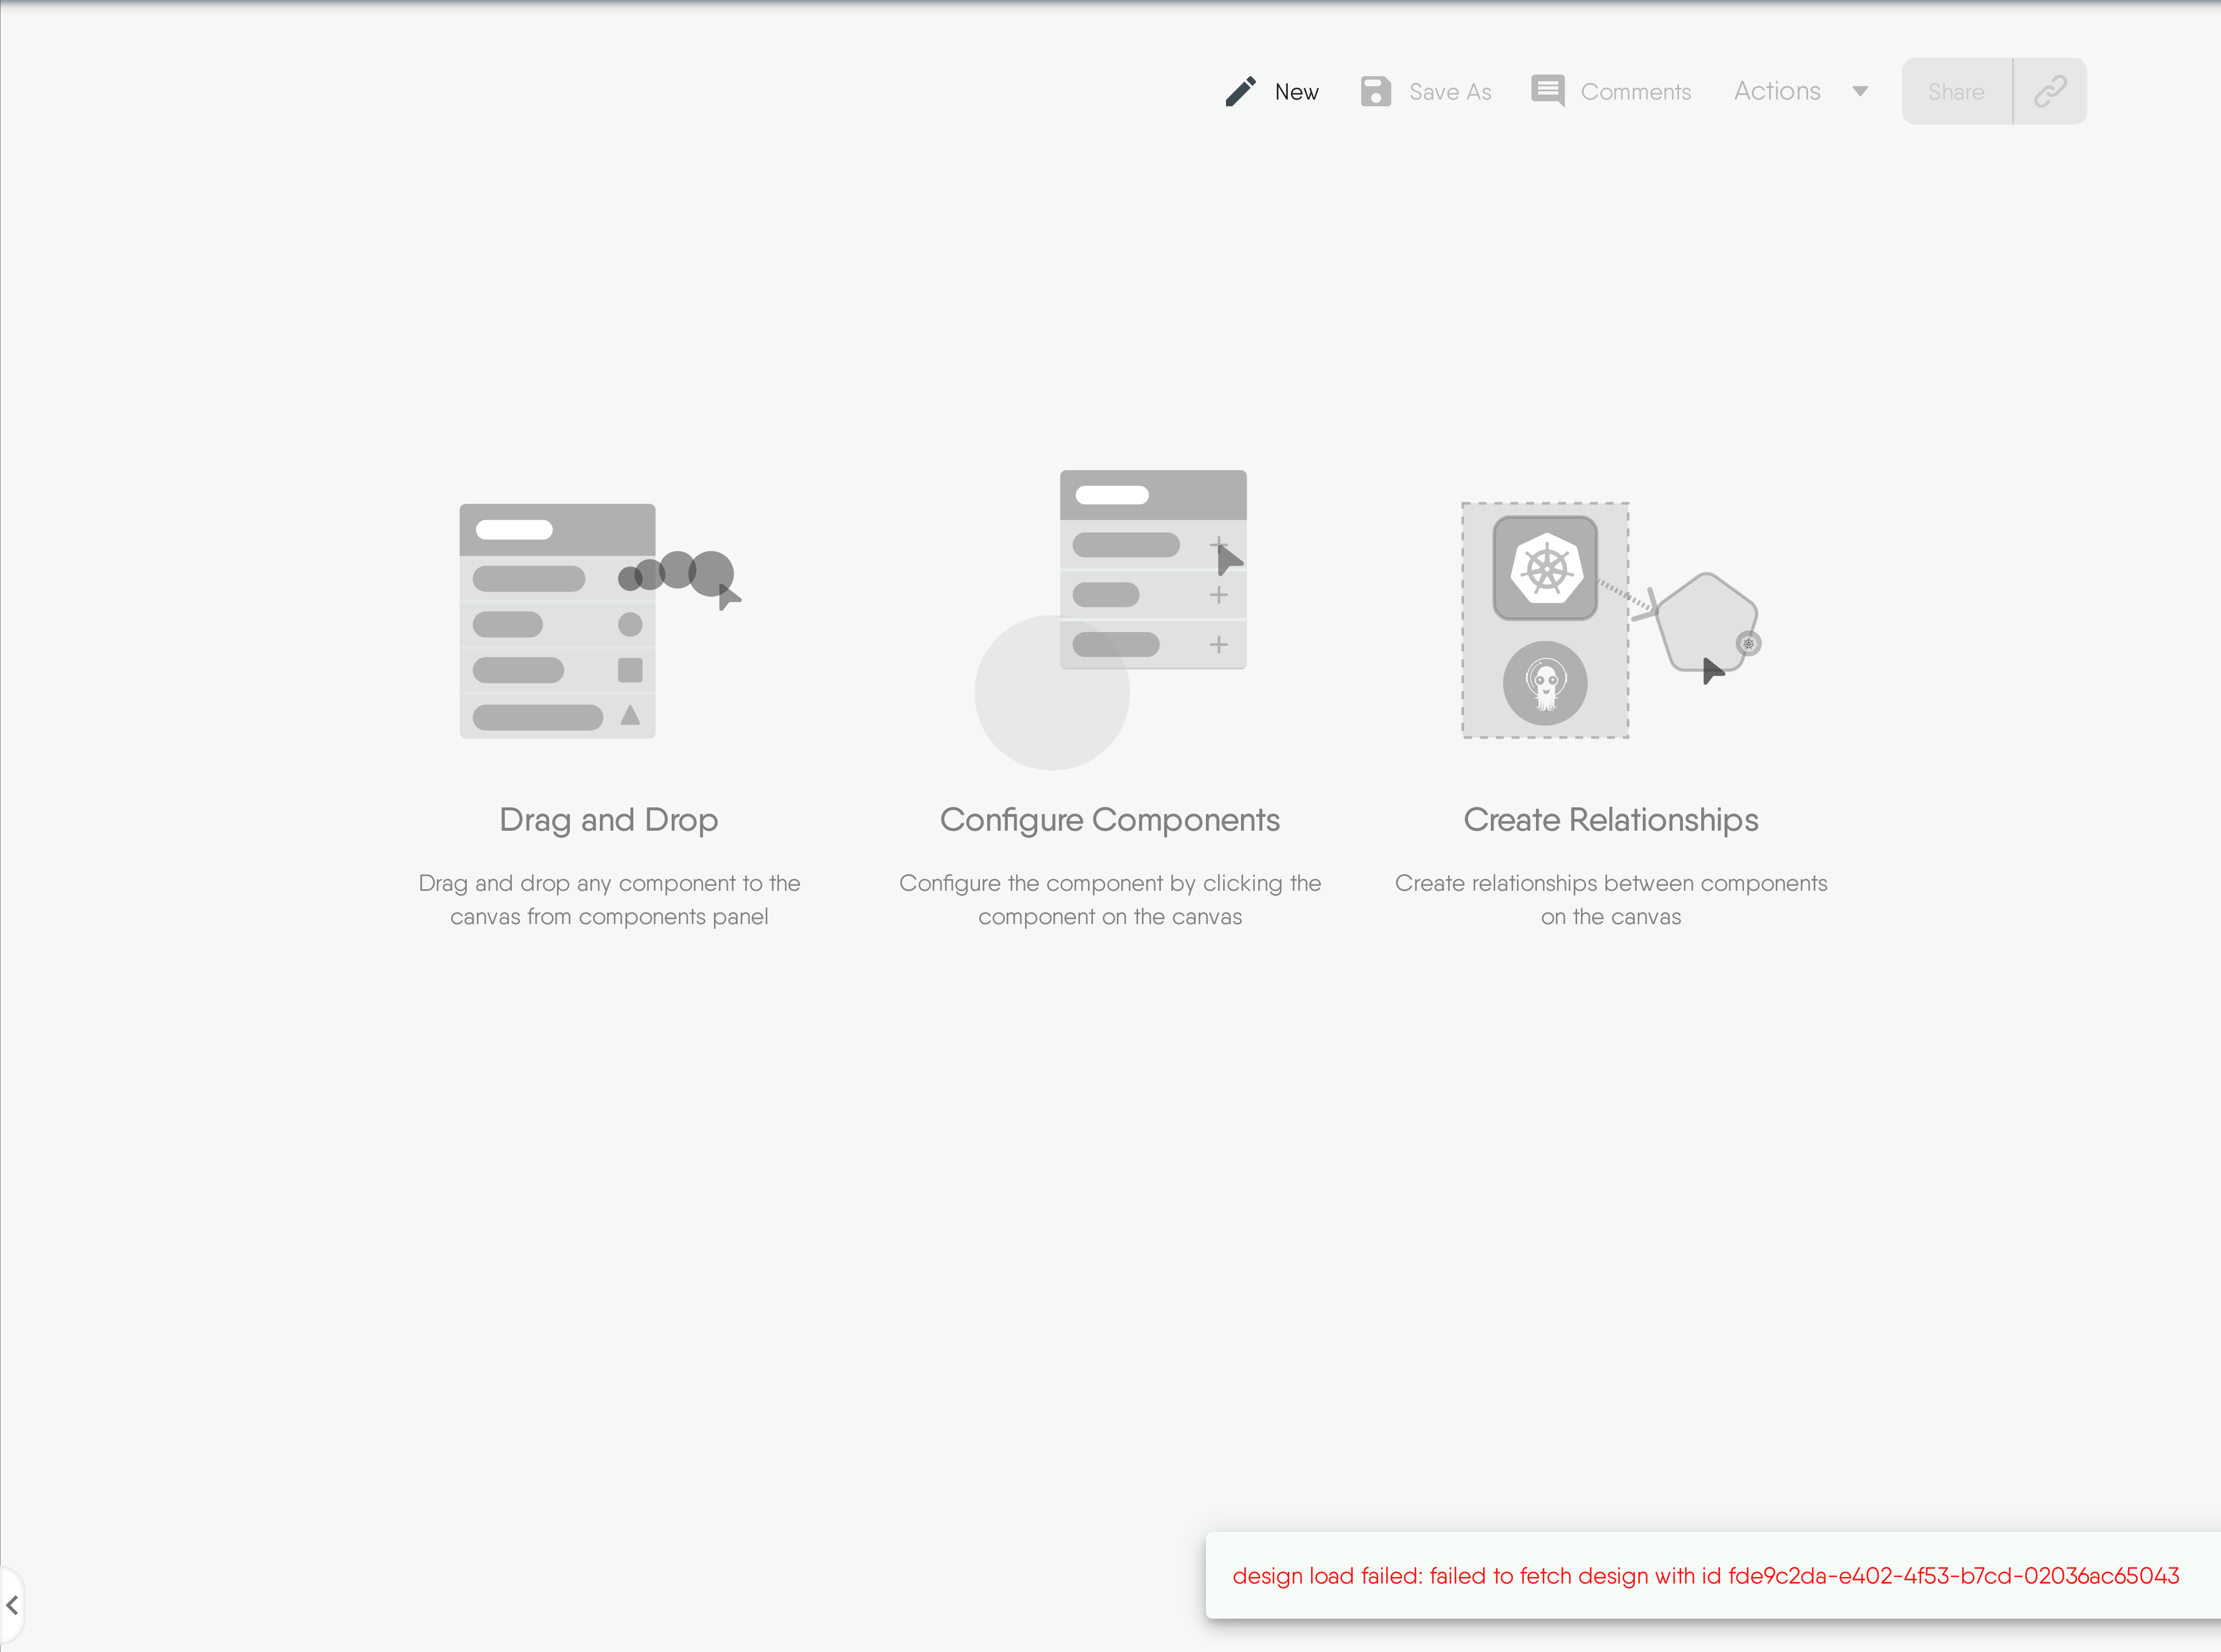 New
Save As
Comments
Actions
Share
Drag and Drop
Drag and drop any component to the
canvas from components panel
Configure Components
Configure the component by clicking the
component on the canvas
Create Relationships
Create relationships between components
on the canvas
design load failed: failed to fetch design with id fde9c2da-e402-4f53-b7cd-02036ac65043